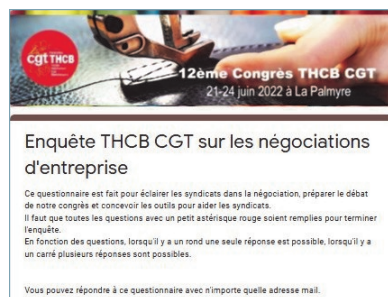 cgt THCB
12ème Congrès THCB CGT
21-24 juin 2022 à La Palmyre
Enquête THCB CGT sur les négociations
d'entreprise
Ce questionnaire est fait pour éclairer les syndicats dans la négociation, préparer le débat
de notre congrès et concevoir les outils pour aider les syndicats.
Il faut que toutes les questions avec un petit astérisque rouge soient remplies pour terminer
l'enquête.
En fonction des questions, lorsqu'il y a un rond une seule réponse est possible, lorsqu'il y a
un carré plusieurs réponses sont possibles.
Vous pouvez répondre à ce questionnaire avec n'importe quelle adresse mail.